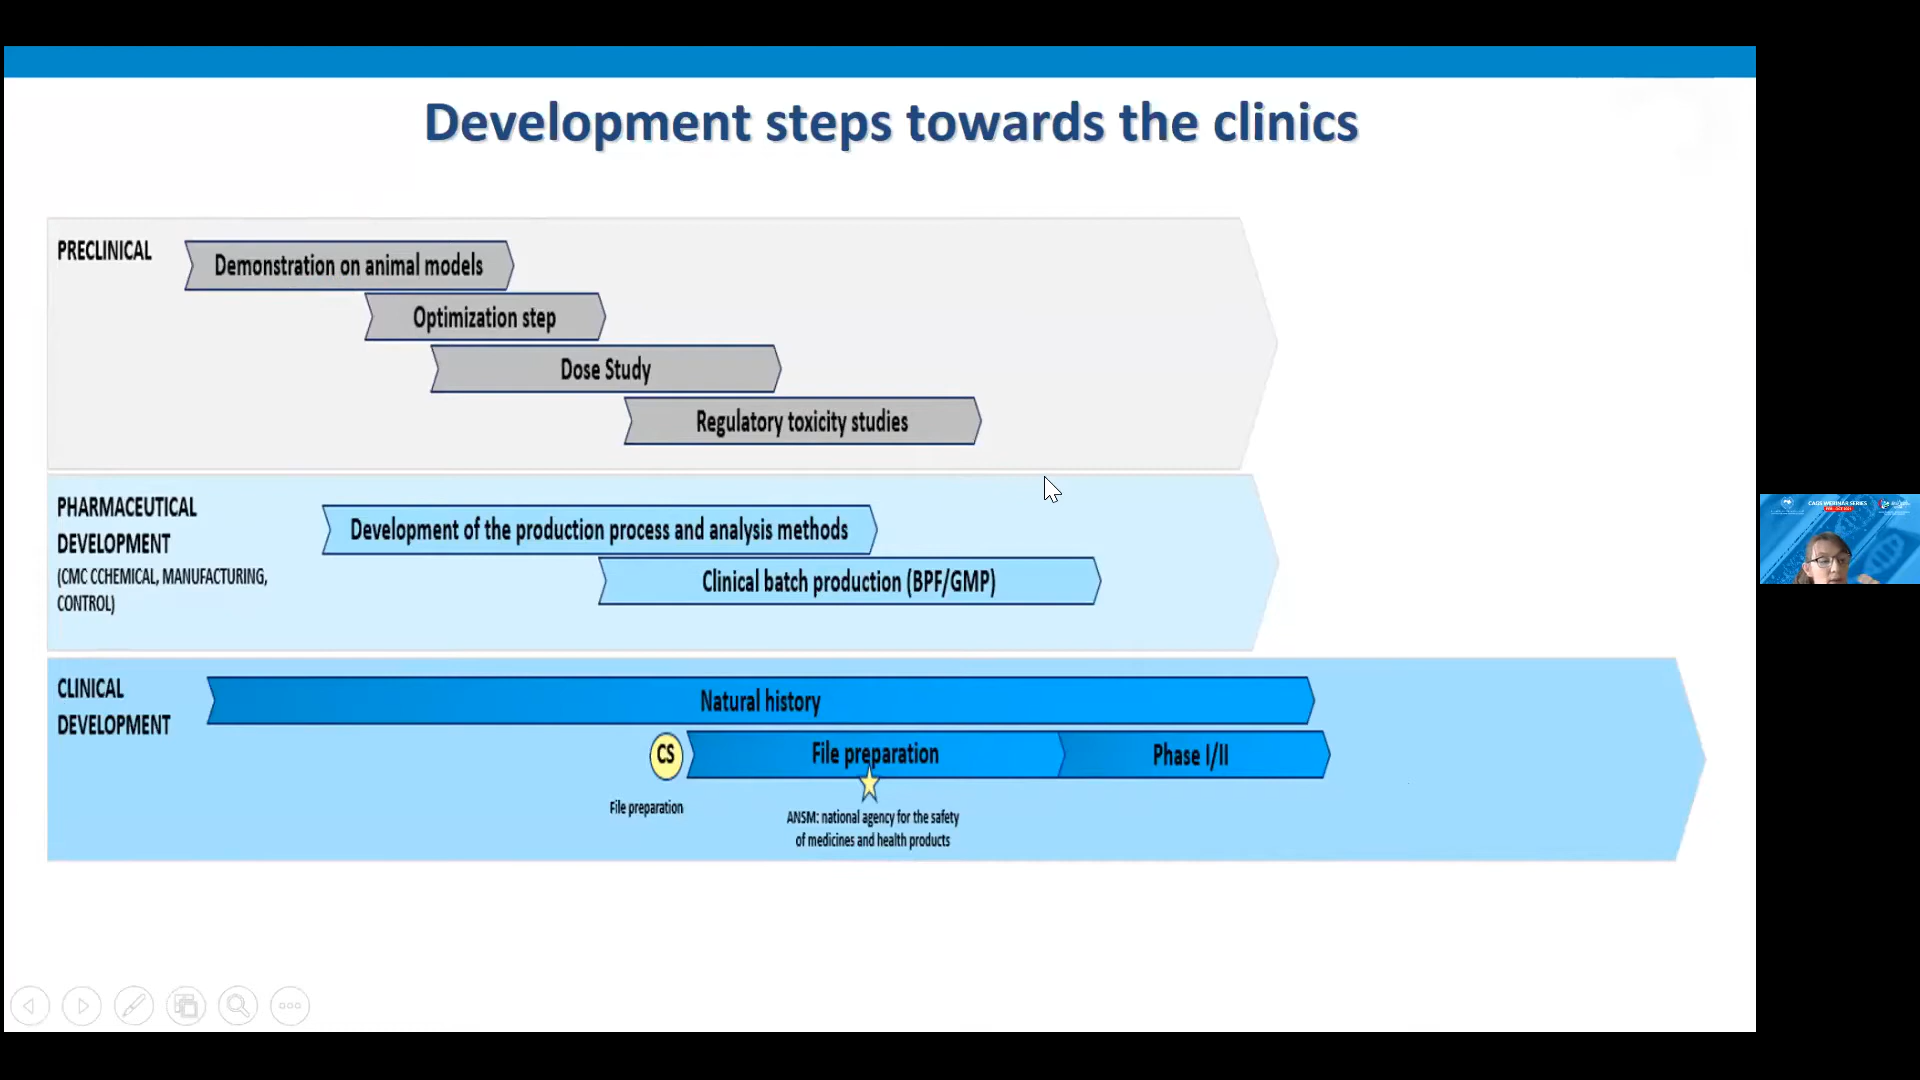 Development steps towards the clinics
PRECLINICAL
Demonstration on animal models
Optimization step
Dose Study
Regulatory toxicity studies
PHARMACEUTICAL
DEVELOPMENT
(CMC CCHEMICAL, MANUFACTURING,
CONTROL)
Development of the production process and analysis methods
Clinical batch production (BPF/GMP)
CLINICAL
DEVELOPMENT
Natural history
CS
File preparation
Phase I/II
File preparation
ANSM: national agency for the safety
of medicines and health products
CAGS WEBINAR SERIES